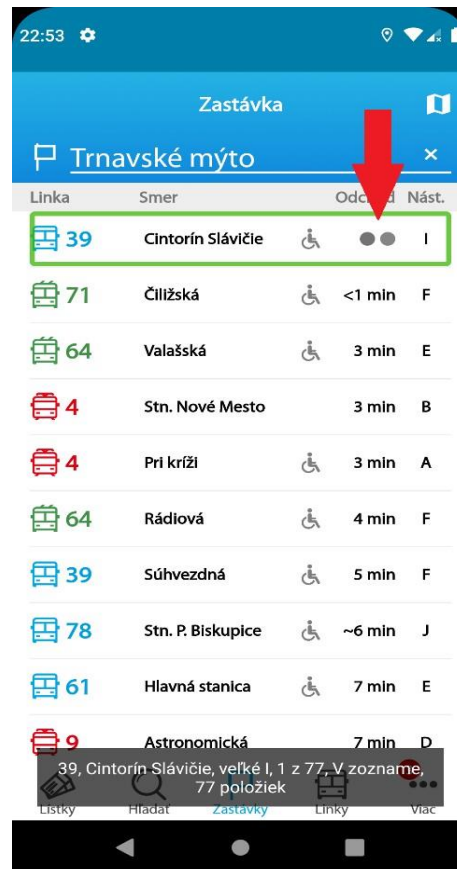 22:53
Zastávka
Trnavské mýto ×
Linka Smer Odchod Nást.
39 Cintorín Slávičie I
71 Čiližská <1 min F
64 Valašská 3 min E
4 Stn. Nové Mesto 3 min B
4 Pri kríži 3 min A
64 Rádiová 4 min F
39 Súhvezdná 5 min F
78 Stn. P. Biskupice ~6 min J
61 Hlavná stanica 7 min E
9 Astronomická 7 min D
39, Cintorín Slávičie, veľké I, 1 z 77, V zozname,
77 položiek
Lístky Hľadať Zastávky Linky Viac